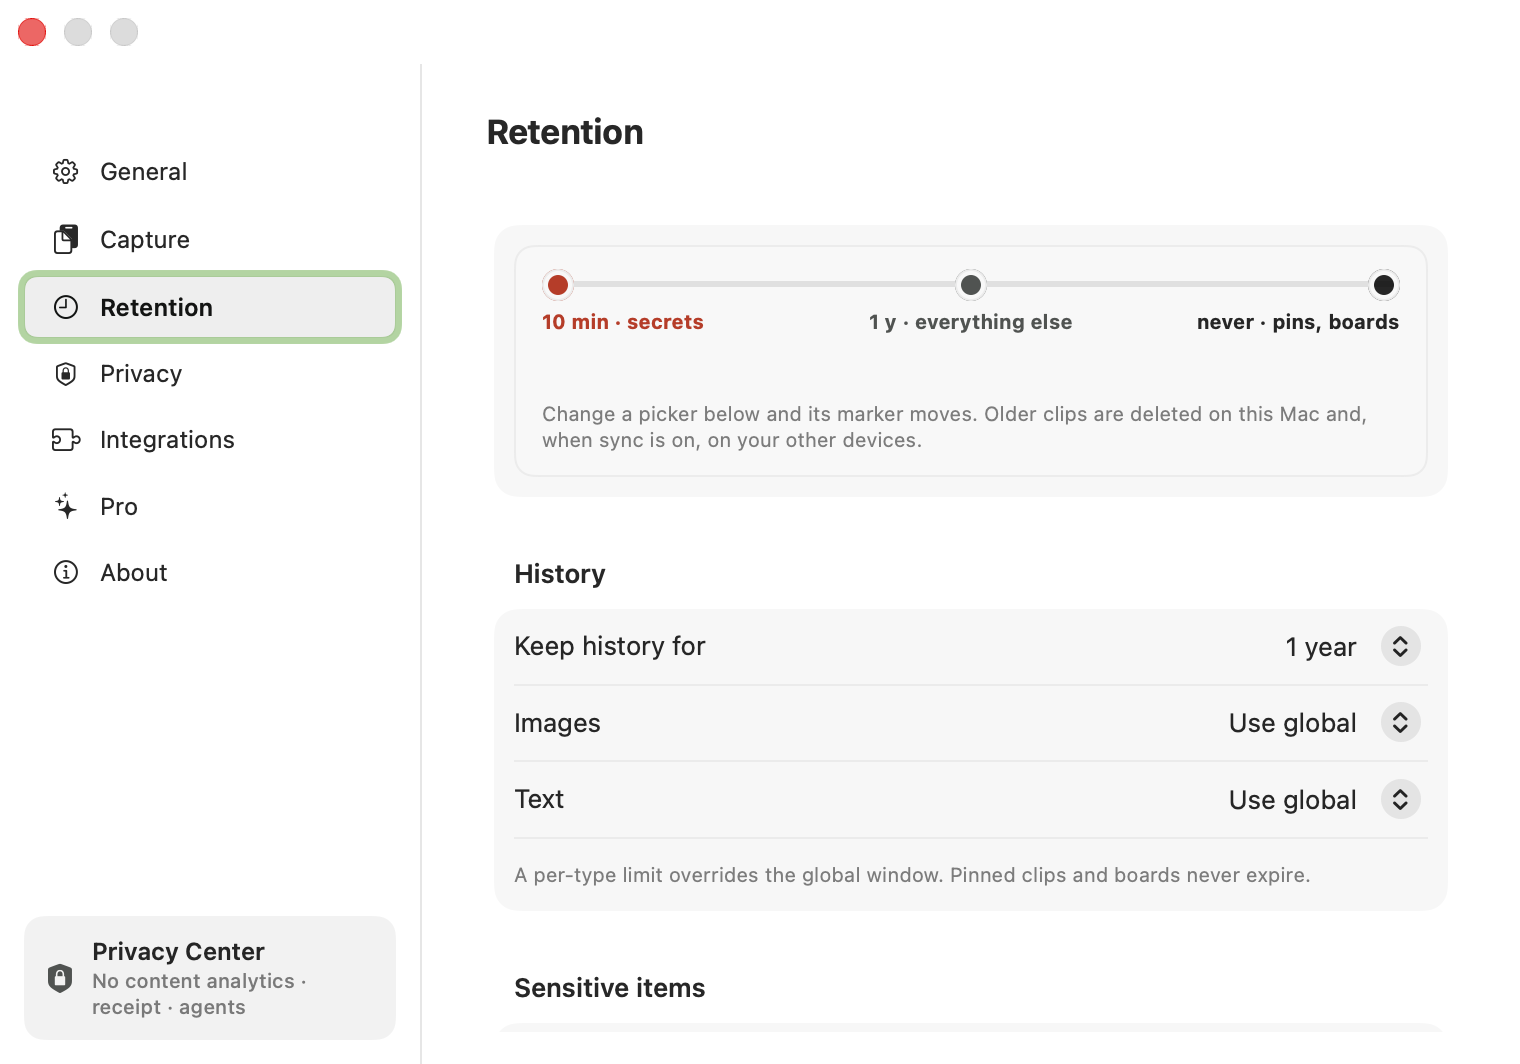 General
Capture
Retention
Privacy
Integrations
Pro
About
Privacy Center
No content analytics ·
receipt · agents
Retention
10 min · secrets
1 y · everything else
never · pins, boards
Change a picker below and its marker moves. Older clips are deleted on this Mac and,
when sync is on, on your other devices.
History
Keep history for
1 year
Images
Use global
Text
Use global
A per-type limit overrides the global window. Pinned clips and boards never expire.
Sensitive items